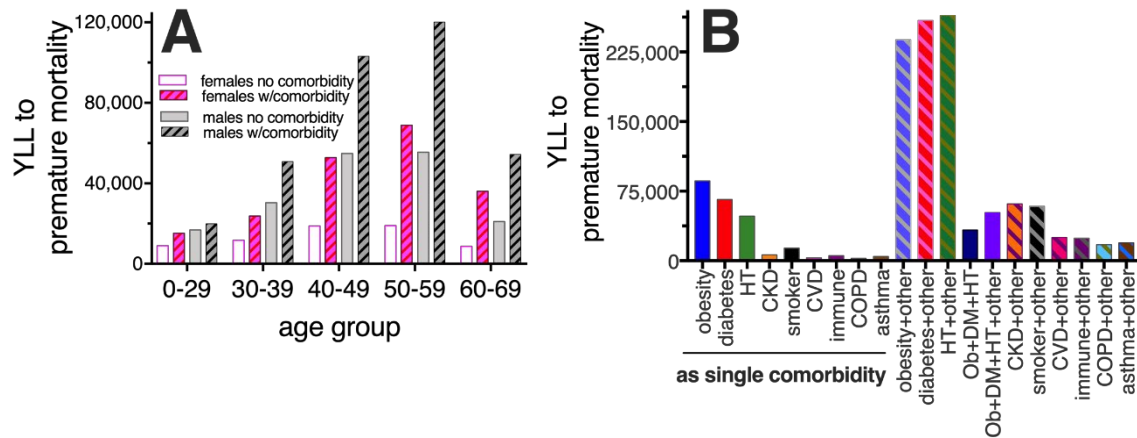 A
YLL to
premature mortality
120,000
80,000
40,000
0
females no comorbidity
females w/comorbidity
males no comorbidity
males w/comorbidity
0-29
30-39
40-49
50-59
60-69
age group
B
YLL to
premature mortality
225,000
150,000
75,000
0
obesity
diabetes
HT
CKD
smoker
CVD
immune
COPD
asthma
obesity+other
diabetes+other
HT+other
Ob+DM+HT
Ob+DM+HT+other
CKD+other
smoker+other
CVD+other
immune+other
COPD+other
asthma+other
as single comorbidity